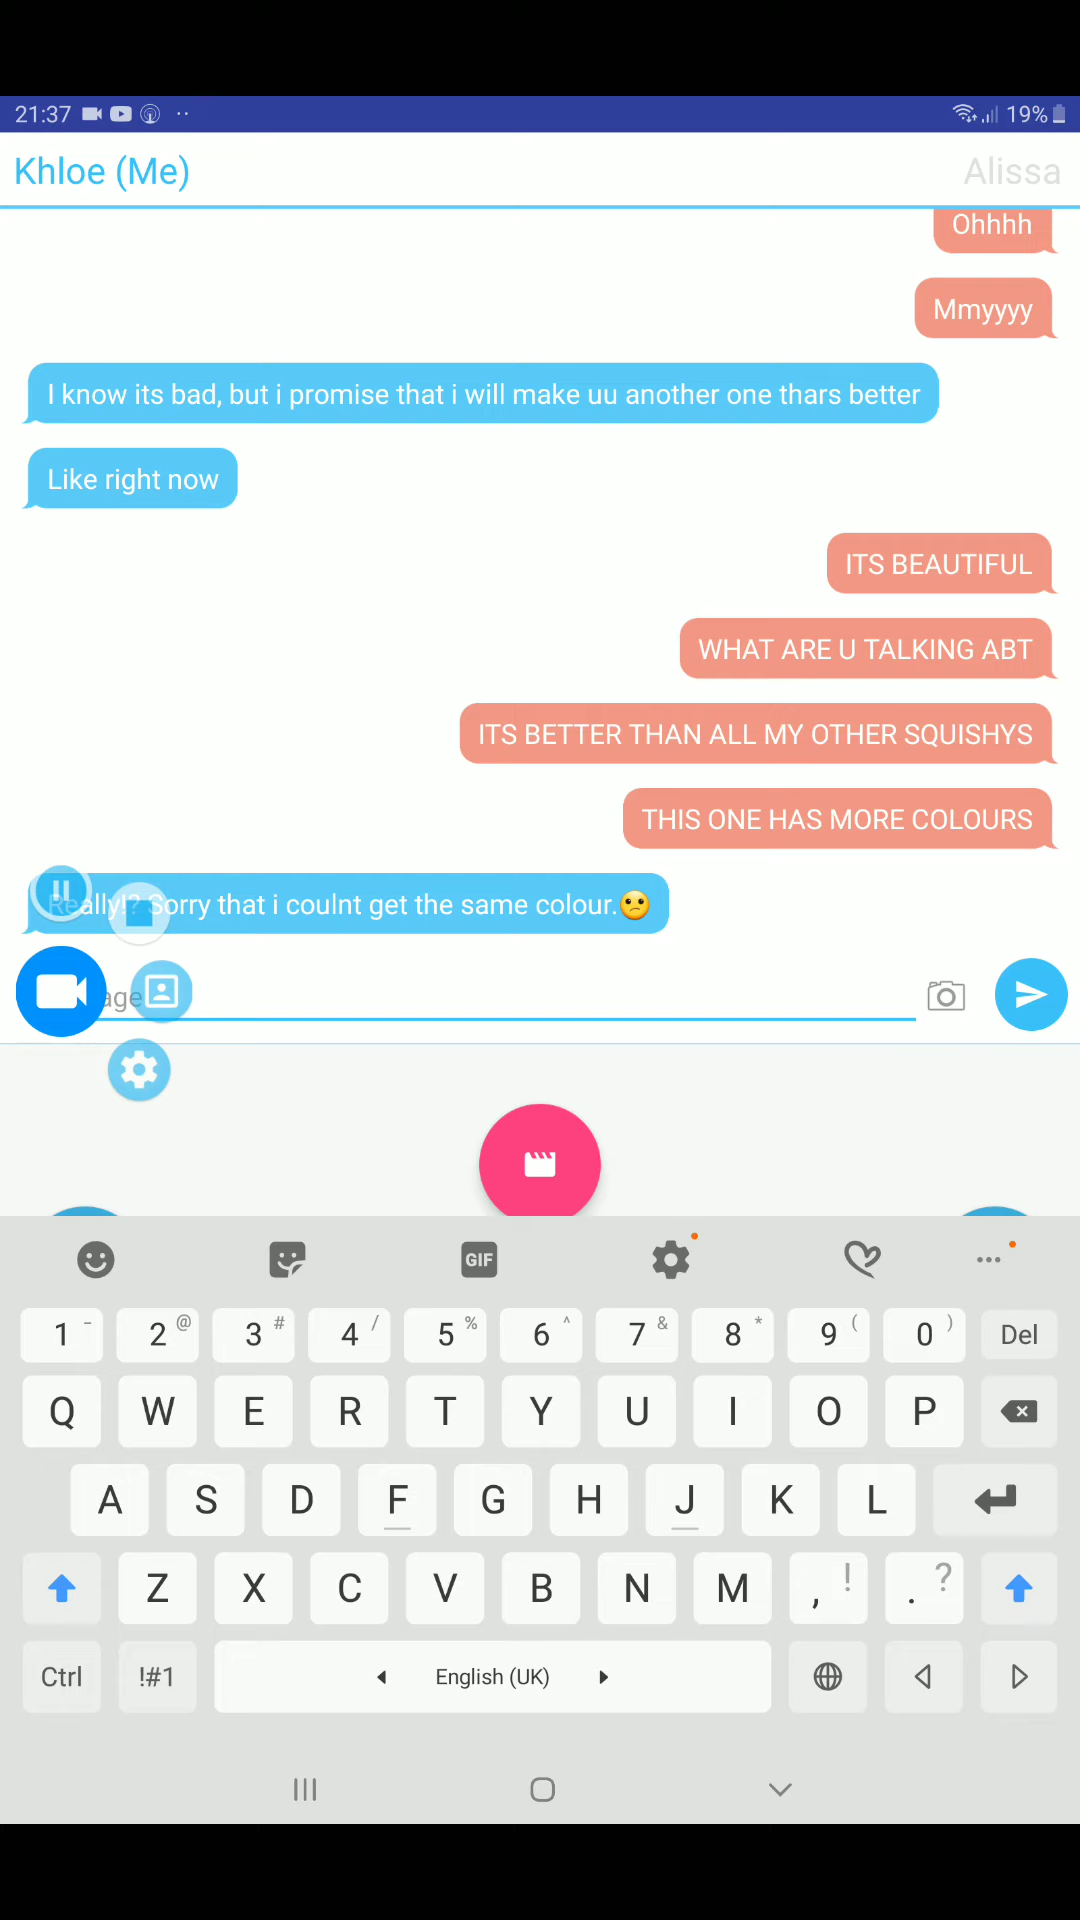 21:37
19%
Khloe (Me)
Alissa
Ohhhh
Mmyyyy
I know its bad, but i promise that i will make uu another one thars better
Like right now
ITS BEAUTIFUL
WHAT ARE U TALKING ABT
ITS BETTER THAN ALL MY OTHER SQUISHYS
THIS ONE HAS MORE COLOURS
Really!? Sorry that i coulnt get the same colour.😕
GIF
1 - 2 @ 3 # 4 / 5 % 6 ^ 7 & 8 * 9 ( 0 ) Del
Q W E R T Y U I O P
A S D F G H J K L
Z X C V B N M , ! . ?
Ctrl !#1 English (UK)